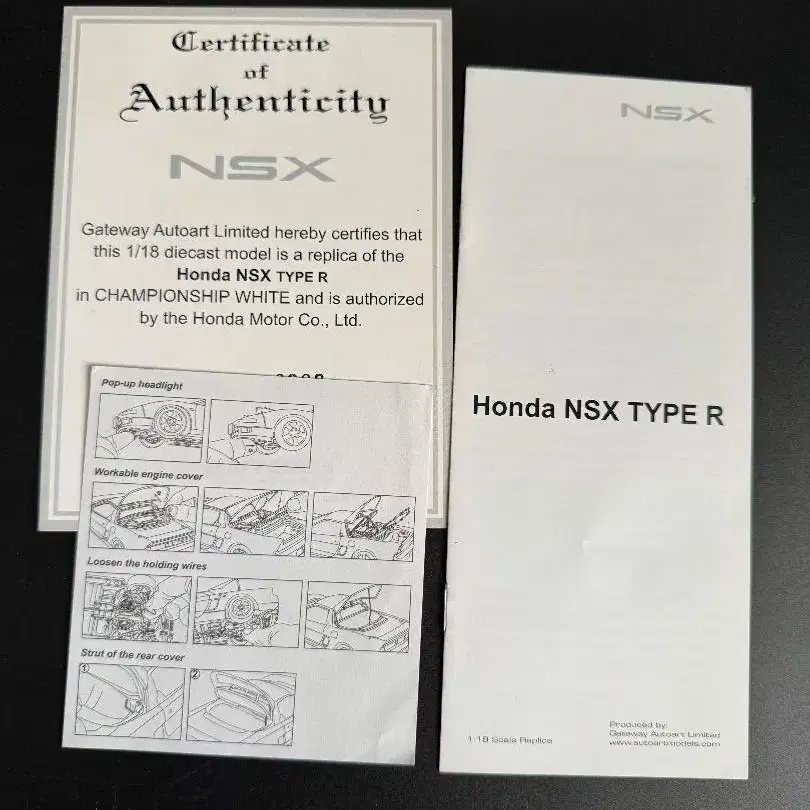 Certificate
of
Authenticity
NSX
Gateway Autoart Limited hereby certifies that
this 1/18 diecast model is a replica of the
Honda NSX TYPE R
in CHAMPIONSHIP WHITE and is authorized
by the Honda Motor Co., Ltd.
Pop-up headlight
Workable engine cover
Loosen the holding wires
Strut of the rear cover
1
2
NSX
Honda NSX TYPE R
1:18 Scale Replica
Produced by:
Gateway Autoart Limited
www.autoartmodels.com